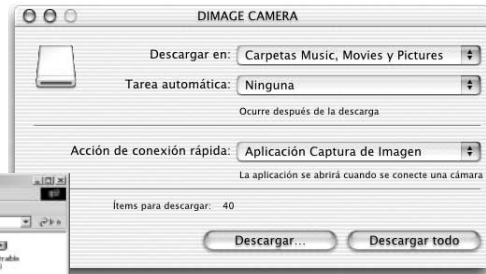 DIMAGE CAMERA
Descargar en: Carpetas Music, Movies y Pictures
Tarea automática: Ninguna
Ocurre después de la descarga
Acción de conexión rápida: Aplicación Captura de Imagen
La aplicación se abrirá cuando se conecte una cámara
Ítems para descargar: 40
Descargar... Descargar todo